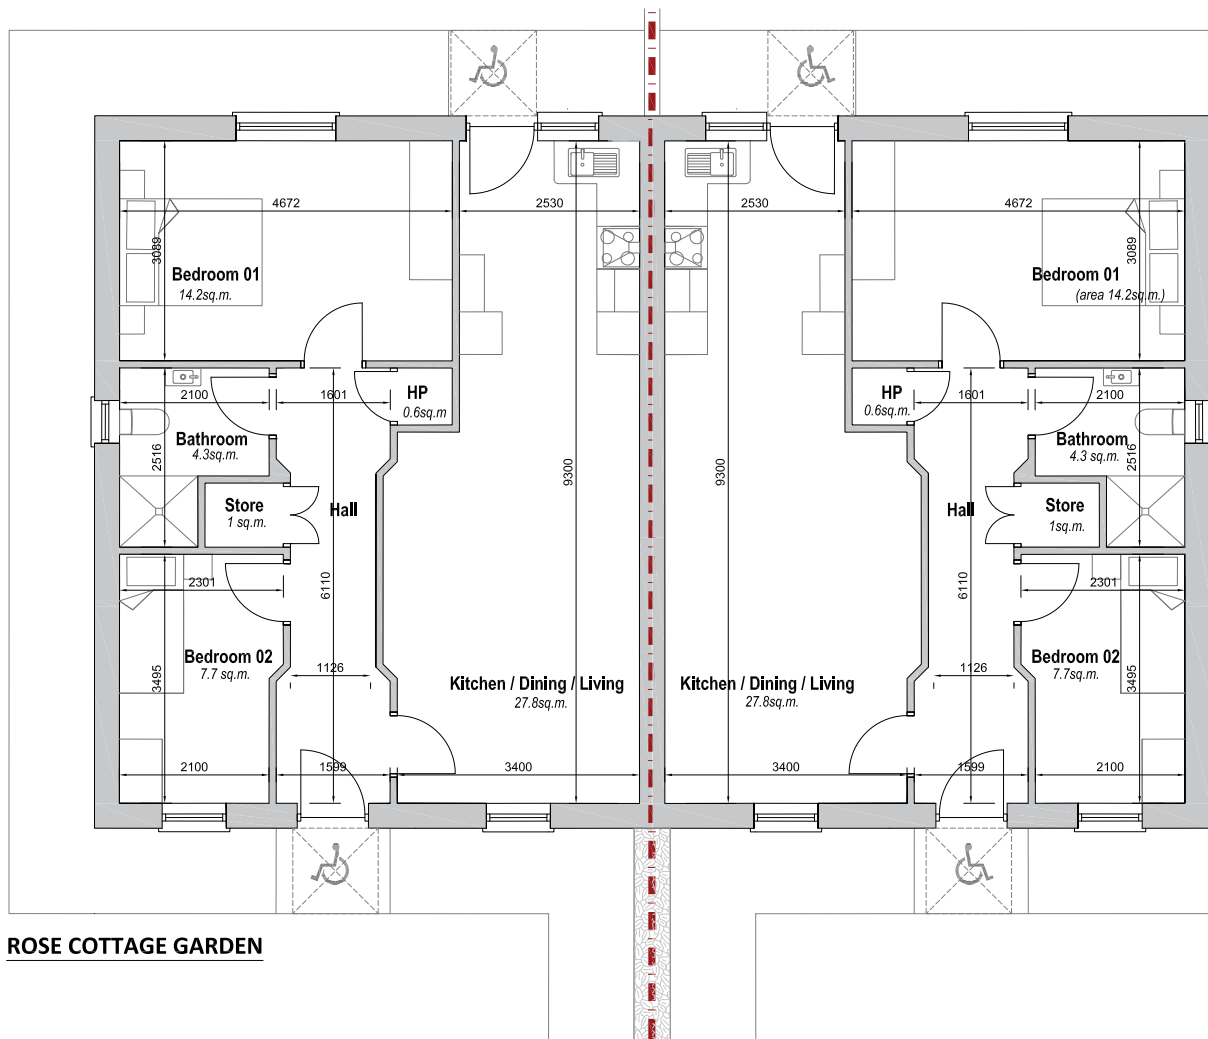 4672
2530
2530
4672
3089
3089
Bedroom 01
14.2sq.m.
Bedroom 01
(area 14.2sq.m.)
2100
1601
HP
0.6sq.m
HP
0.6sq.m.
1601
2100
Bathroom
4.3sq.m.
Bathroom
4.3 sq.m.
2516
9300
9300
2516
Store
1 sq.m.
Hall
Hall
Store
1sq.m.
2301
6110
6110
2301
Bedroom 02
7.7 sq.m.
1126
Kitchen / Dining / Living
27.8sq.m.
Kitchen / Dining / Living
27.8sq.m.
1126
Bedroom 02
7.7sq.m.
3495
3495
2100
1599
3400
3400
1599
2100
ROSE COTTAGE GARDEN